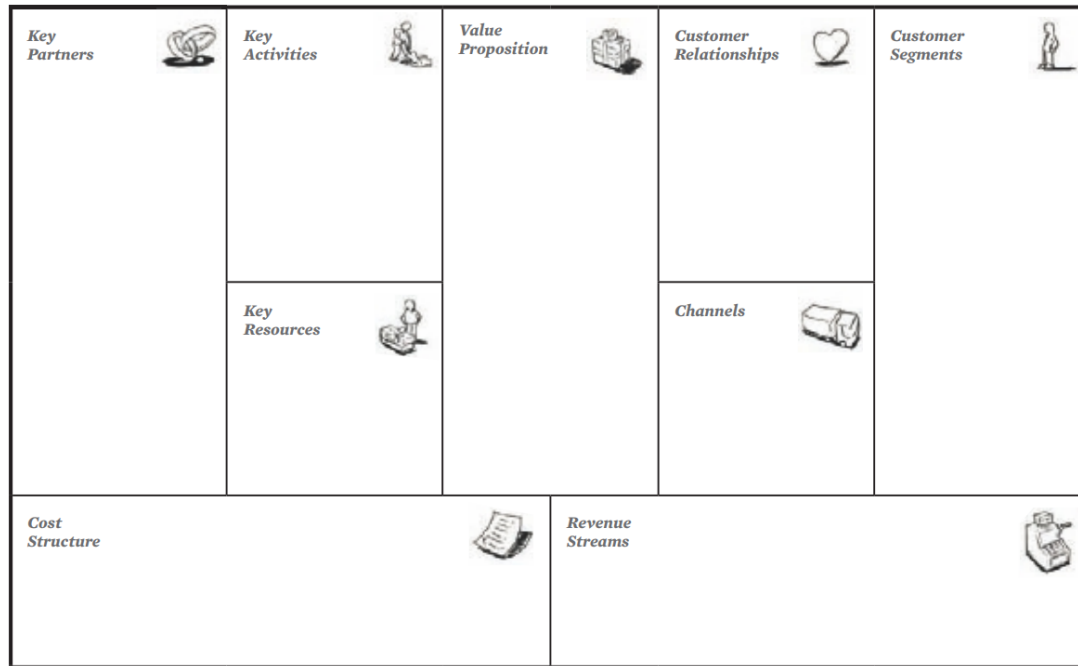 Key
Partners
Key
Activities
Value
Proposition
Customer
Relationships
Customer
Segments
Key
Resources
Channels
Cost
Structure
Revenue
Streams